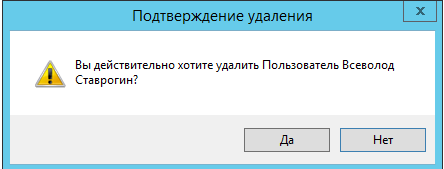 Подтверждение удаления
Вы действительно хотите удалить Пользователь Всеволод
Ставрогин?
Да
Нет